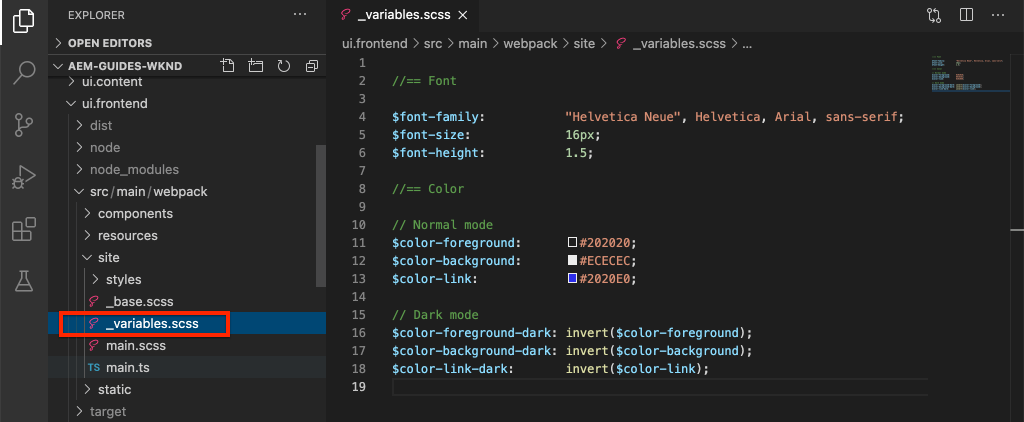 EXPLORER
OPEN EDITORS
AEM-GUIDES-WKND
ui.content
ui.frontend
dist
node
node_modules
src/main/webpack
components
resources
site
styles
_base.scss
_variables.scss
main.scss
TS main.ts
static
target
_variables.scss
ui.frontend > src > main > webpack > site > _variables.scss > ...
1
2 //== Font
3
4 $font-family: "Helvetica Neue", Helvetica, Arial, sans-serif;
5 $font-size: 16px;
6 $font-height: 1.5;
7
8 //== Color
9
10 // Normal mode
11 $color-foreground: #202020;
12 $color-background: #ECECEC;
13 $color-link: #2020E0;
14
15 // Dark mode
16 $color-foreground-dark: invert($color-foreground);
17 $color-background-dark: invert($color-background);
18 $color-link-dark: invert($color-link);
19